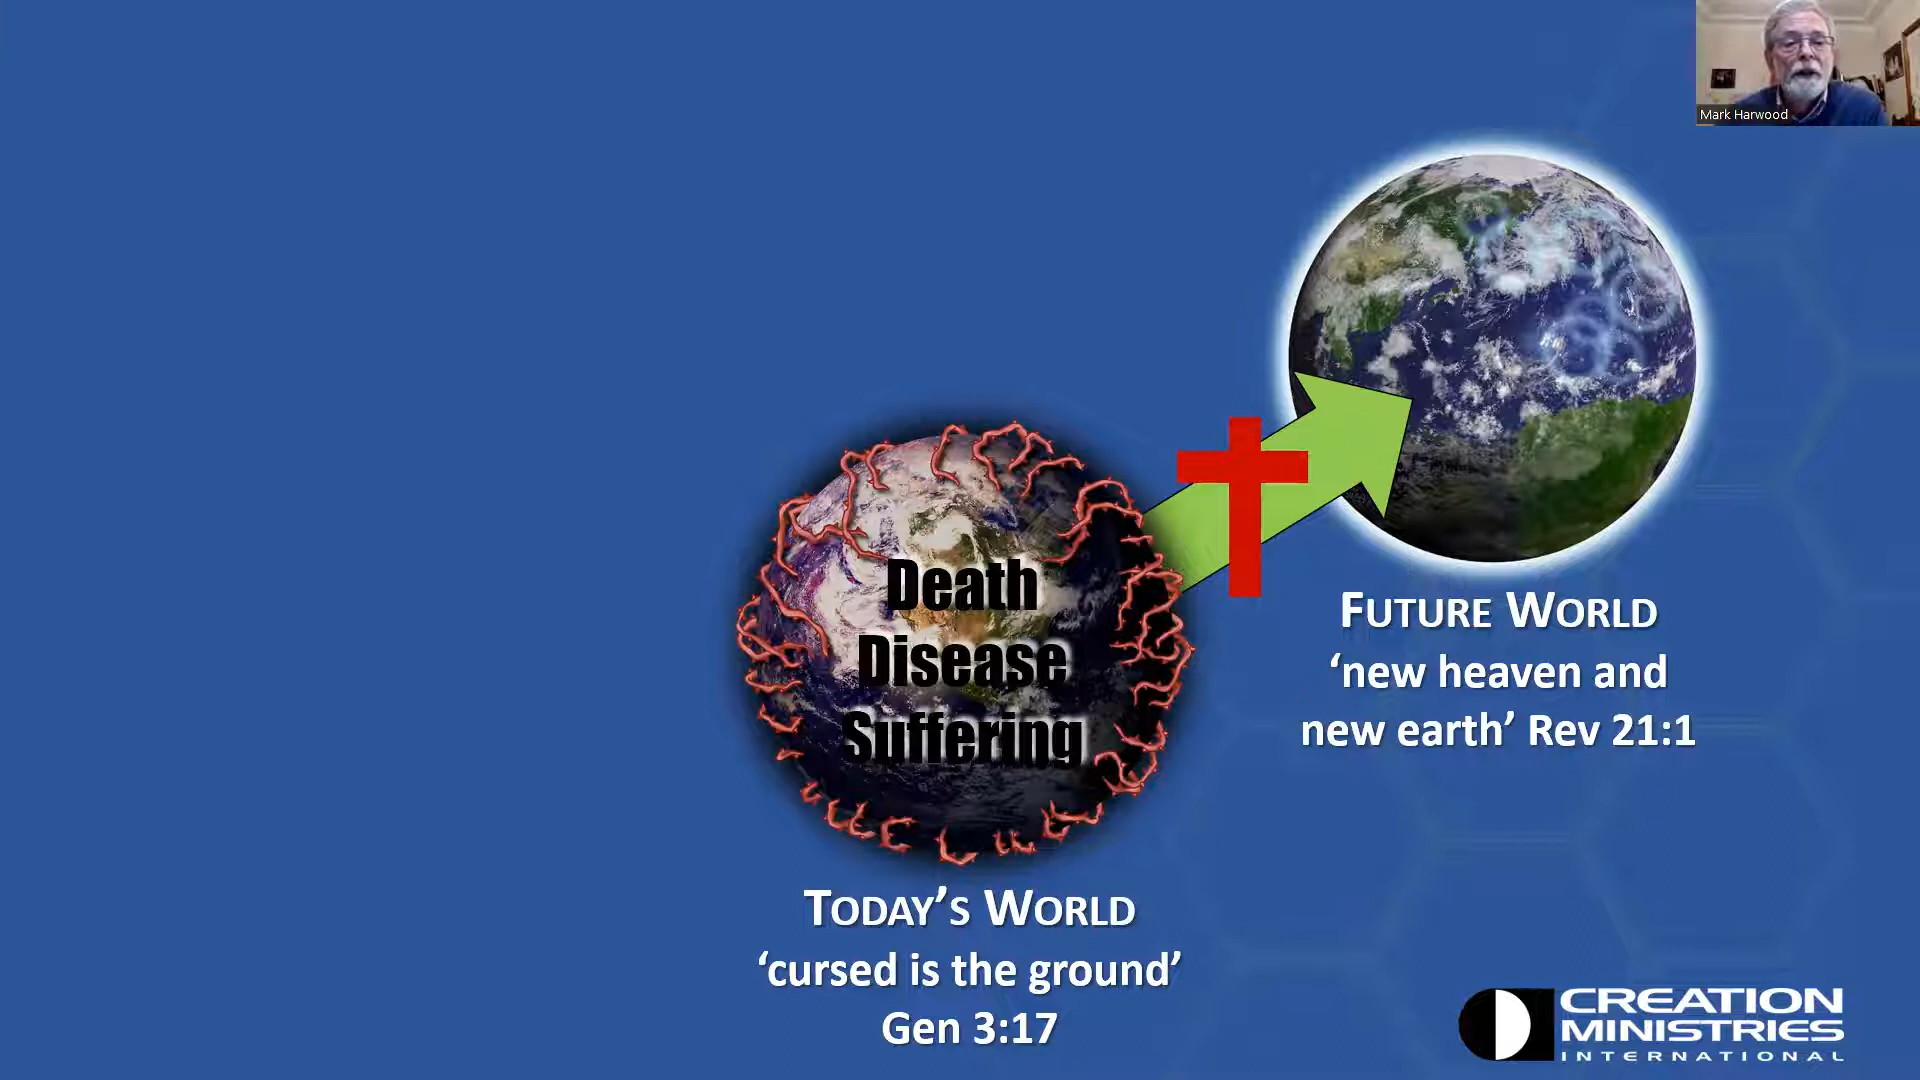 Mark Harwood
Death
Disease
Suffering
FUTURE WORLD
‘new heaven and
new earth’ Rev 21:1
TODAY’S WORLD
‘cursed is the ground’
Gen 3:17
CREATION
MINISTRIES
INTERNATIONAL